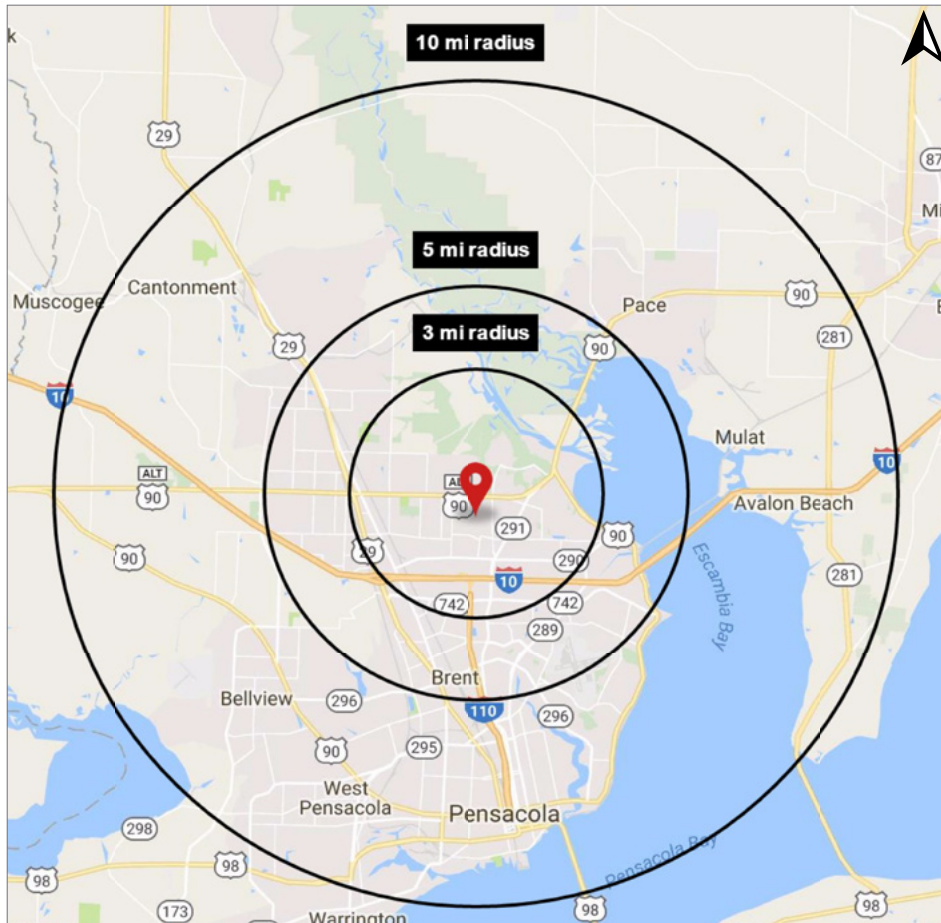 10 mi radius
k
29
87
Mi
5 mi radius
Cantonment
Muscogee
90
Pace
E
3 mi radius
281
29
90
10
Mulat
10
ALT
90
AL
90
Avalon Beach
291
90
29
90
290
10
Escambia Bay
281
742
742
289
Brent
Bellview
296
110
296
295
90
West
Pensacola
Pensacola
298
Pensacola Bay
98
98
98
98
173
Warrington